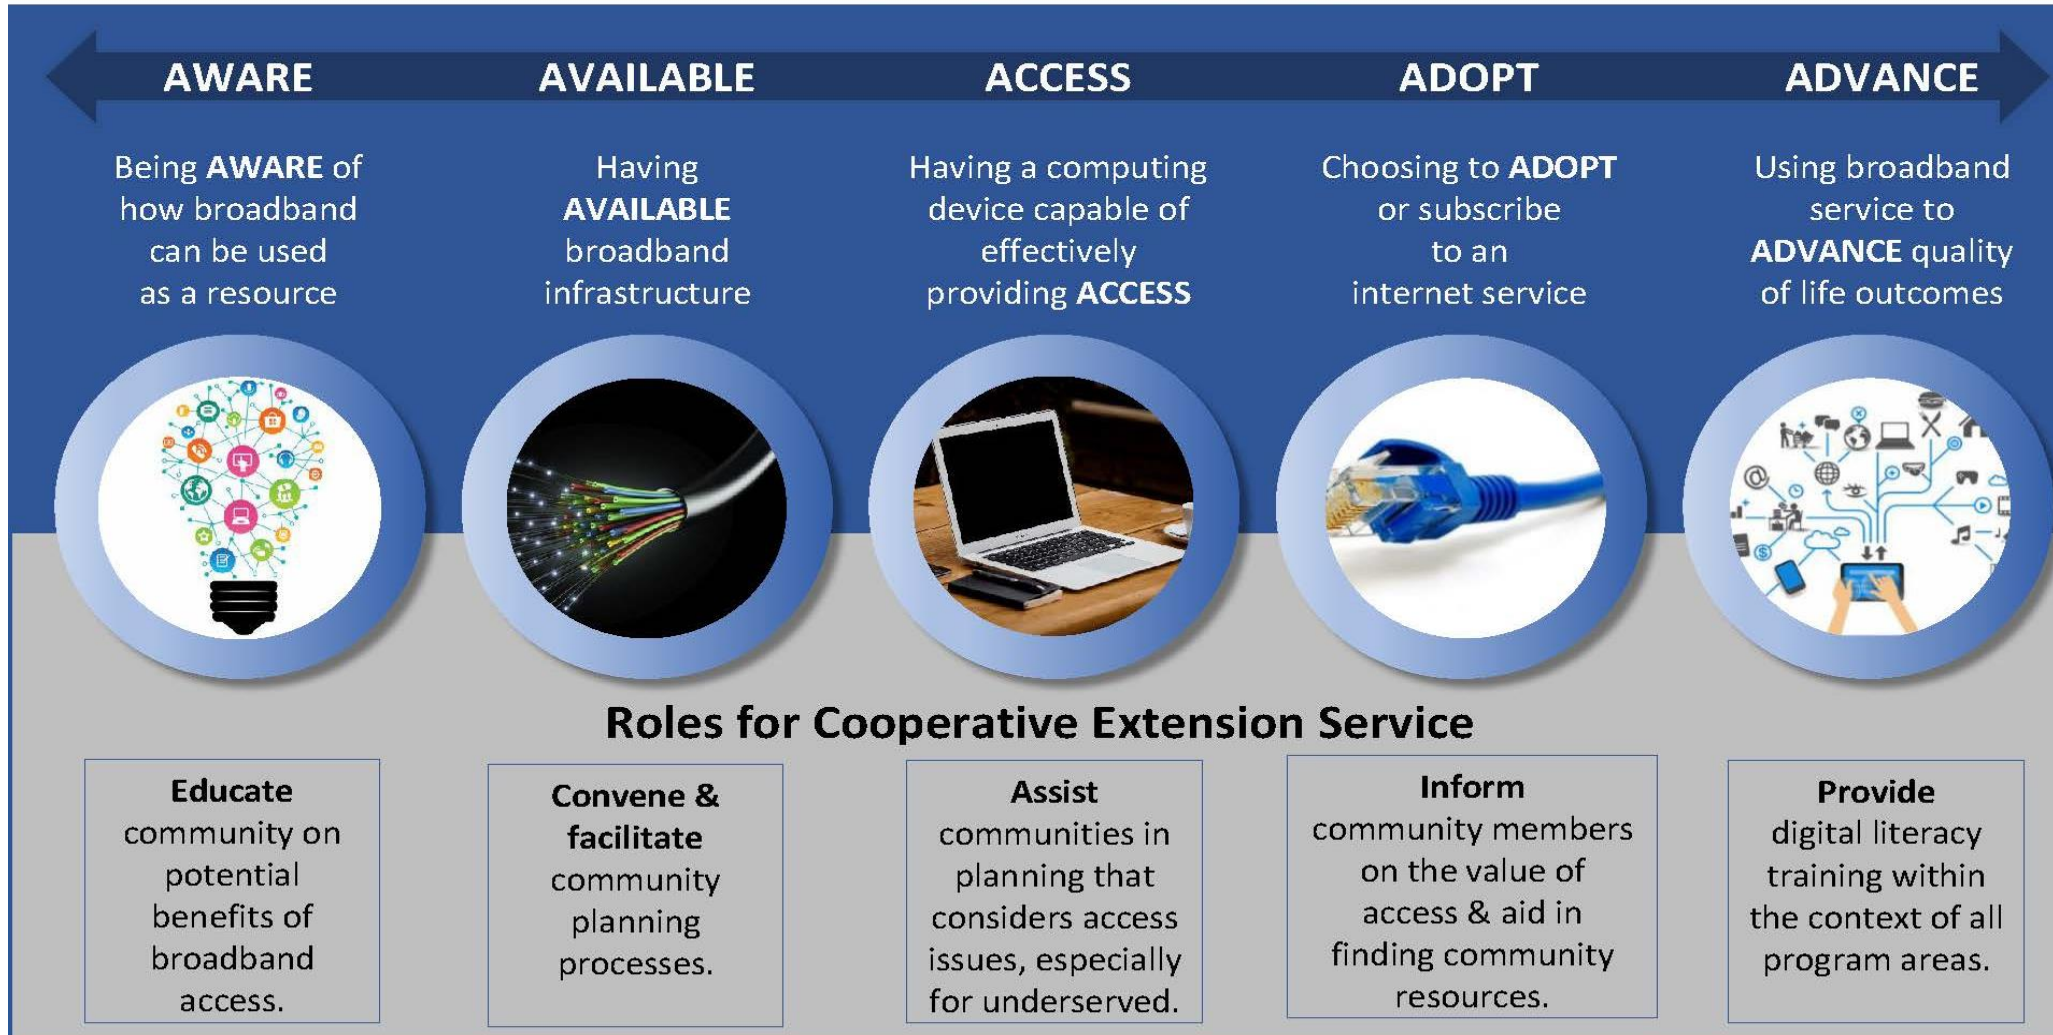 AWARE
AVAILABLE
ACCESS
ADOPT
ADVANCE
Being AWARE of
how broadband
can be used
as a resource
Having
AVAILABLE
broadband
infrastructure
Having a computing
device capable of
effectively
providing ACCESS
Choosing to ADOPT
or subscribe
to an
internet service
Using broadband
service to
ADVANCE quality
of life outcomes
Roles for Cooperative Extension Service
Educate
community on
potential
benefits of
broadband
access.
Convene &
facilitate
community
planning
processes.
Assist
communities in
planning that
considers access
issues, especially
for underserved.
Inform
community members
on the value of
access & aid in
finding community
resources.
Provide
digital literacy
training within
the context of all
program areas.